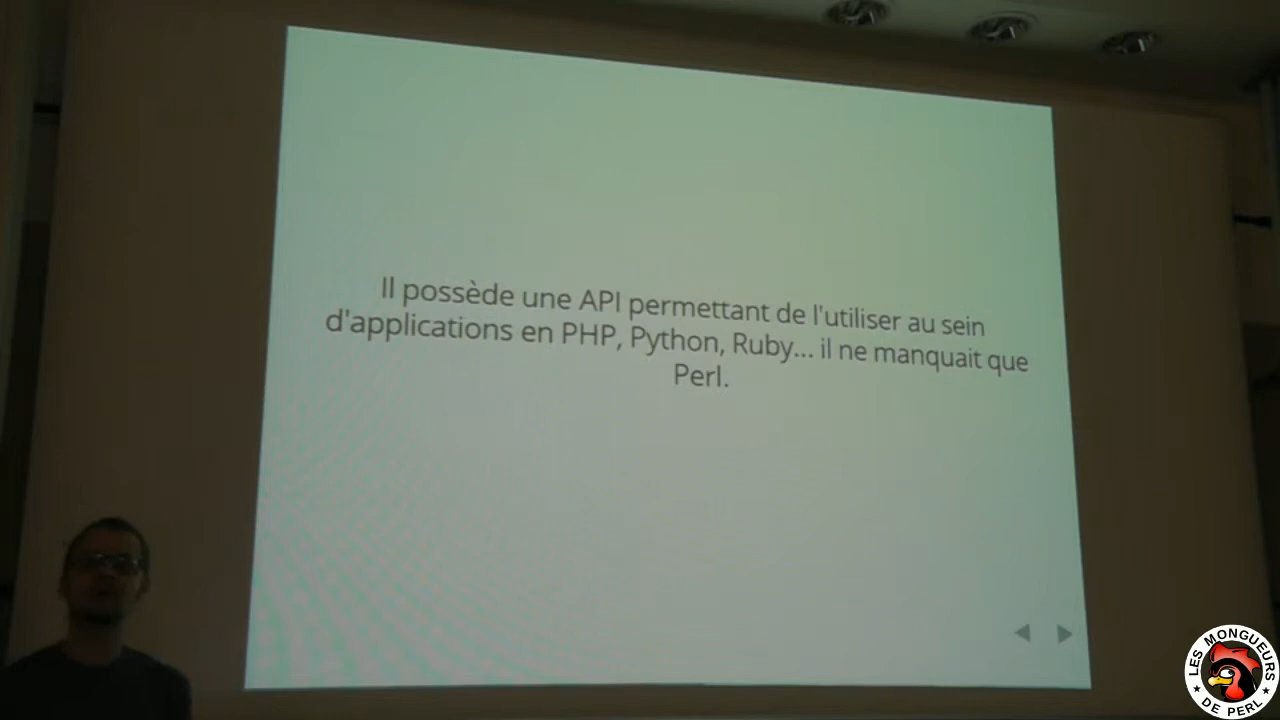 Il possède une API permettant de l'utiliser au sein
d'applications en PHP, Python, Ruby... il ne manquait que
Perl.
LES MONGUEURS
★ DE PERL ★